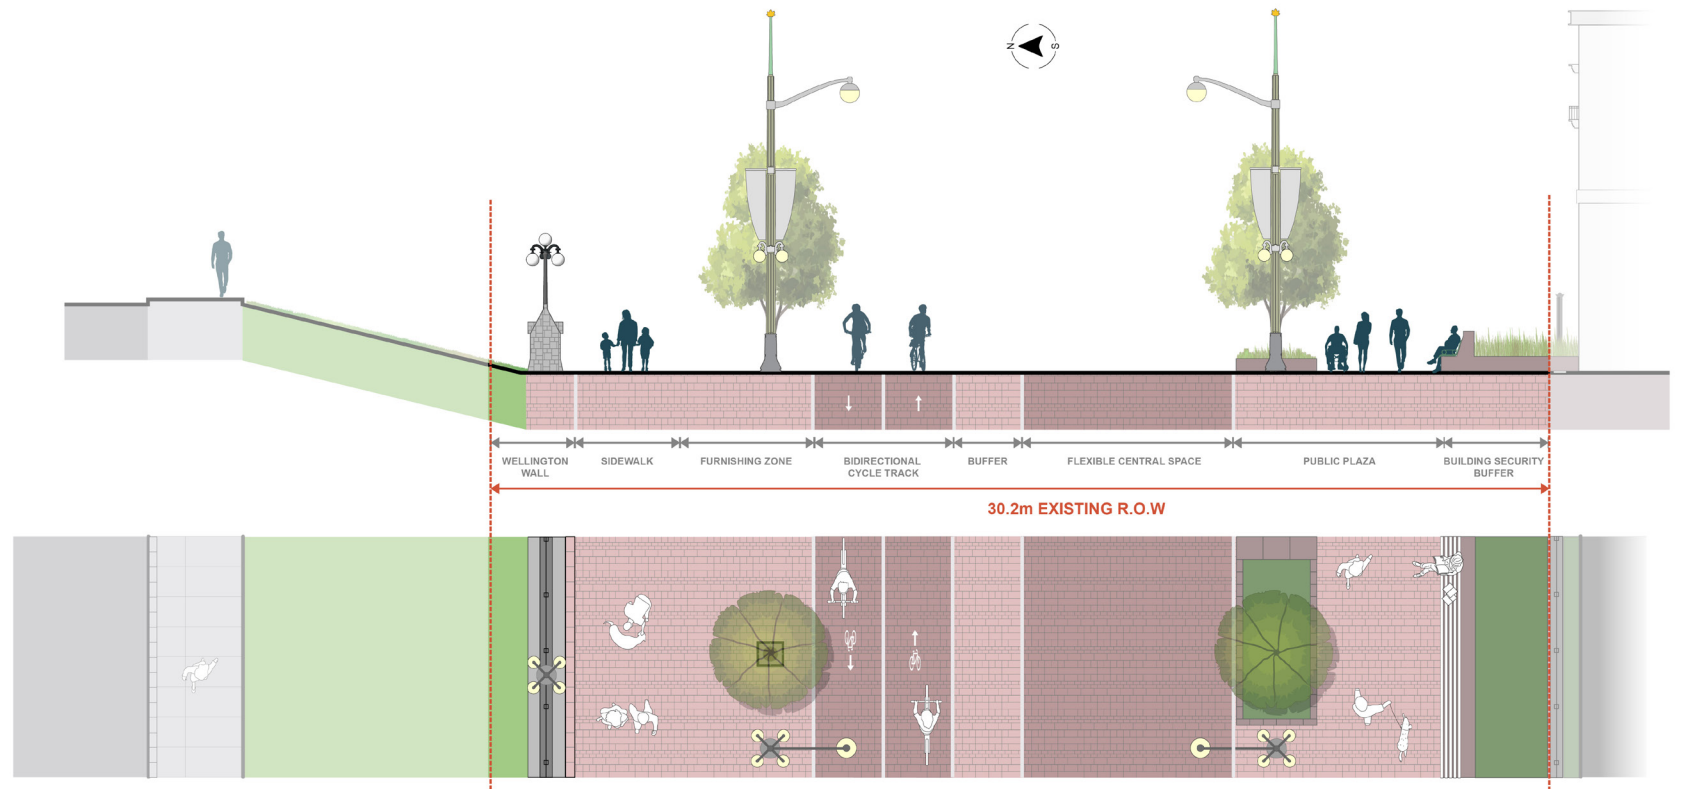 N
S
WELLINGTON
WALL
SIDEWALK
FURNISHING ZONE
BIDIRECTIONAL
CYCLE TRACK
BUFFER
FLEXIBLE CENTRAL SPACE
PUBLIC PLAZA
BUILDING SECURITY
BUFFER
30.2m EXISTING R.O.W